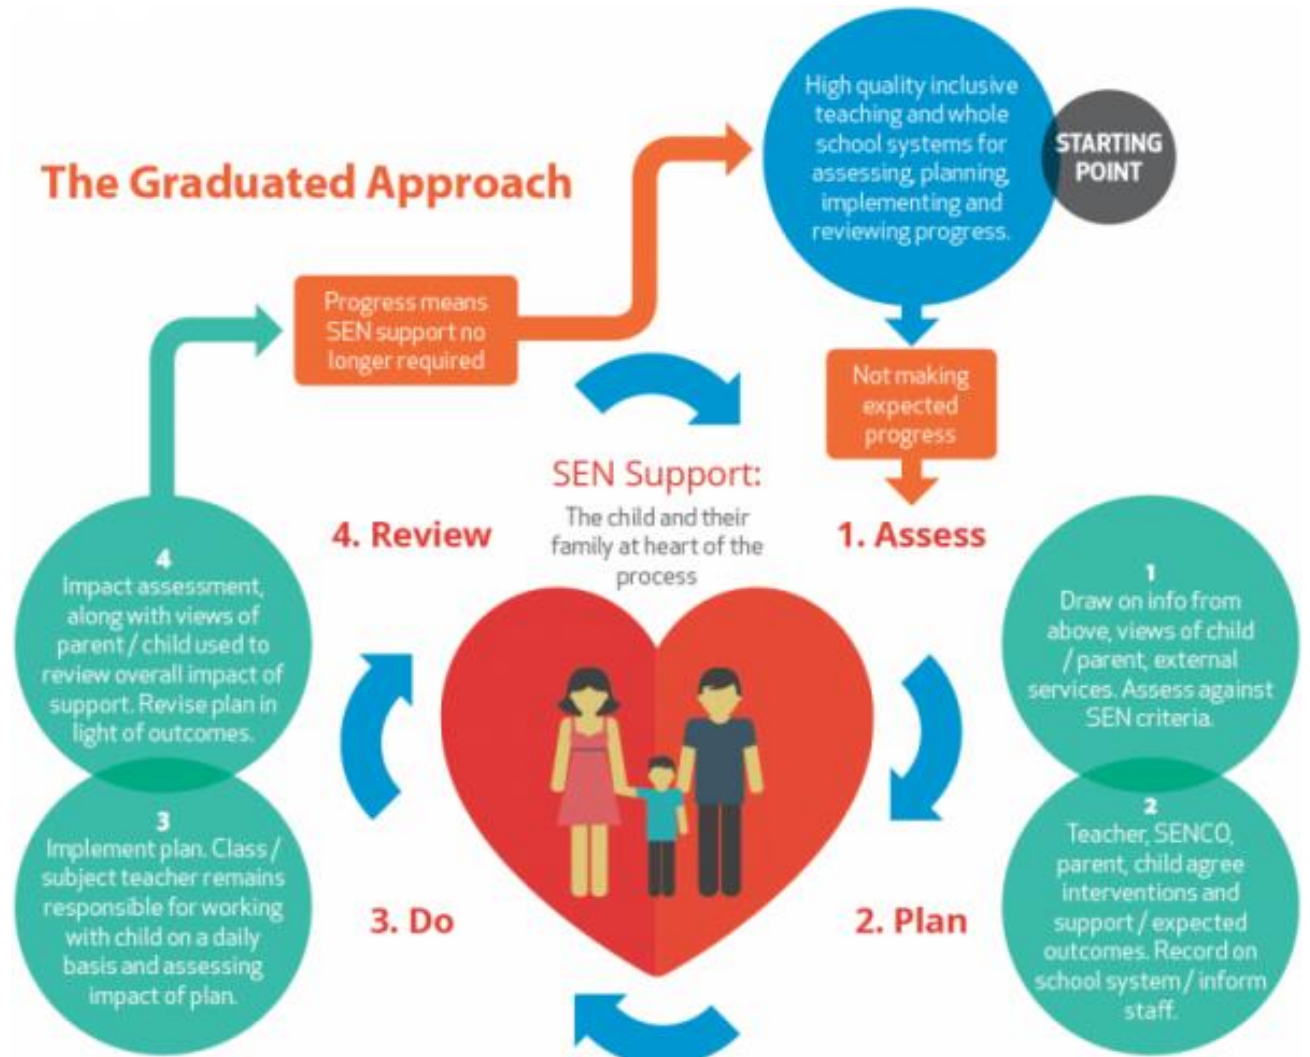 The Graduated Approach
High quality inclusive
teaching and whole
school systems for
assessing, planning,
implementing and
reviewing progress.
STARTING
POINT
Progress means
SEN support no
longer required
Not making
expected
progress
SEN Support:
The child and their
family at heart of the
process
4. Review
1. Assess
4
Impact assessment,
along with views of
parent / child used to
review overall impact of
support. Revise plan in
light of outcomes.
1
Draw on info from
above, views of child
/ parent, external
services. Assess against
SEN criteria.
3
Implement plan. Class /
subject teacher remains
responsible for working
with child on a daily
basis and assessing
impact of plan.
3. Do
2. Plan
2
Teacher, SENCO,
parent, child agree
interventions and
support / expected
outcomes. Record on
school system / inform
staff.